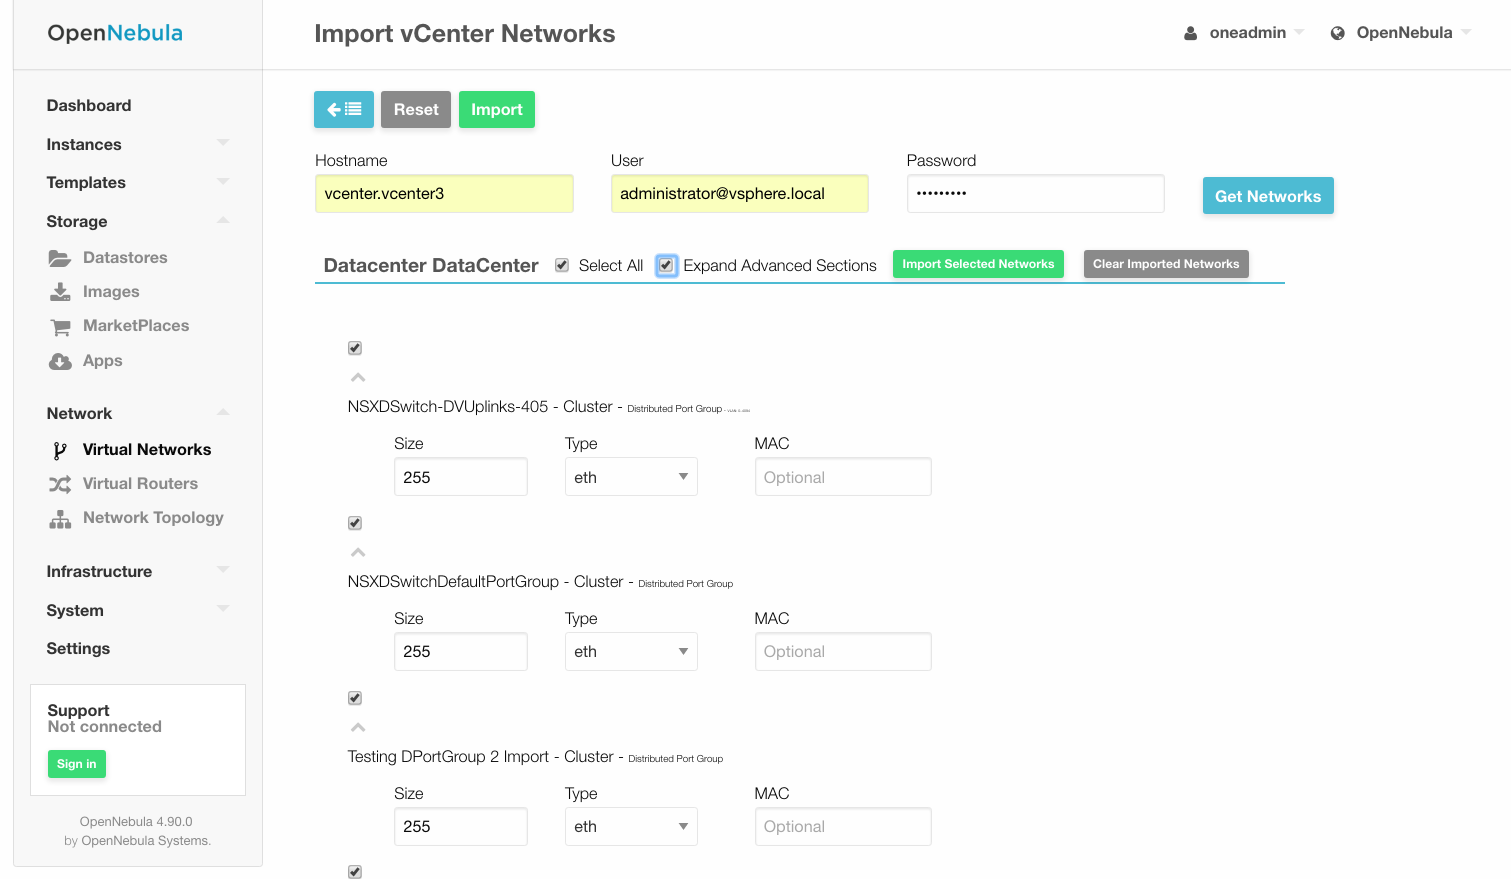 OpenNebula
Import vCenter Networks
oneadmin
OpenNebula
Dashboard
Instances
Templates
Storage
Datastores
Images
MarketPlaces
Apps
Network
Virtual Networks
Virtual Routers
Network Topology
Infrastructure
System
Settings
Support
Not connected
Sign in
OpenNebula 4.90.0
by OpenNebula Systems.
Reset
Import
Hostname
User
Password
vcenter.vcenter3
administrator@vsphere.local
•••••••••
Get Networks
Datacenter DataCenter
Select All
Expand Advanced Sections
Import Selected Networks
Clear Imported Networks
NSXDSwitch-DVUplinks-405 - Cluster - Distributed Port Group
Size
Type
MAC
255
eth
Optional
NSXDSwitchDefaultPortGroup - Cluster - Distributed Port Group
Size
Type
MAC
255
eth
Optional
Testing DPortGroup 2 Import - Cluster - Distributed Port Group
Size
Type
MAC
255
eth
Optional